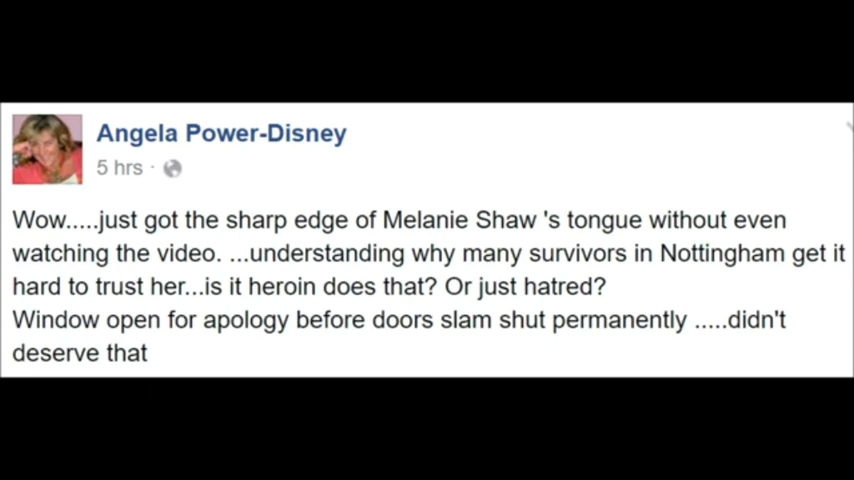 Angela Power-Disney
5 hrs ·
Wow.....just got the sharp edge of Melanie Shaw 's tongue without even
watching the video. ...understanding why many survivors in Nottingham get it
hard to trust her...is it heroin does that? Or just hatred?
Window open for apology before doors slam shut permanently .....didn't
deserve that